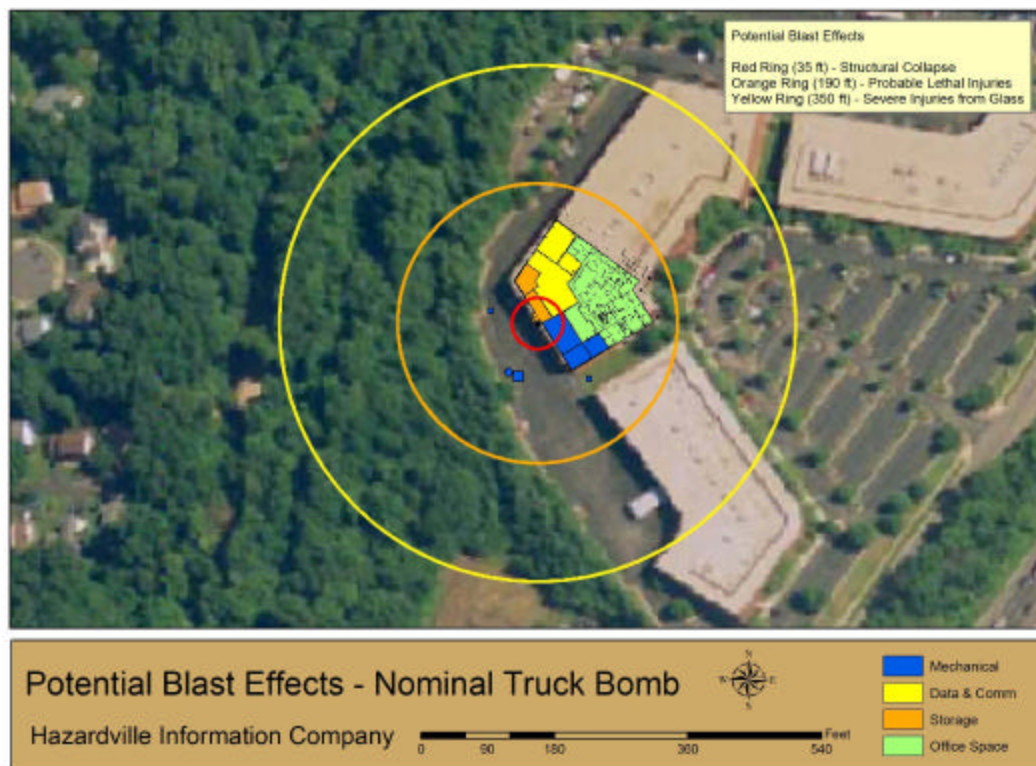 Potential Blast Effects
Red Ring (35 ft) - Structural Collapse
Orange Ring (190 ft) - Probable Lethal Injuries
Yellow Ring (350 ft) - Severe Injuries from Glass
Potential Blast Effects - Nominal Truck Bomb
N
W E
S
Mechanical
Data & Comm
Hazardville Information Company
Feet
0 90 180 360 540
Storage
Office Space